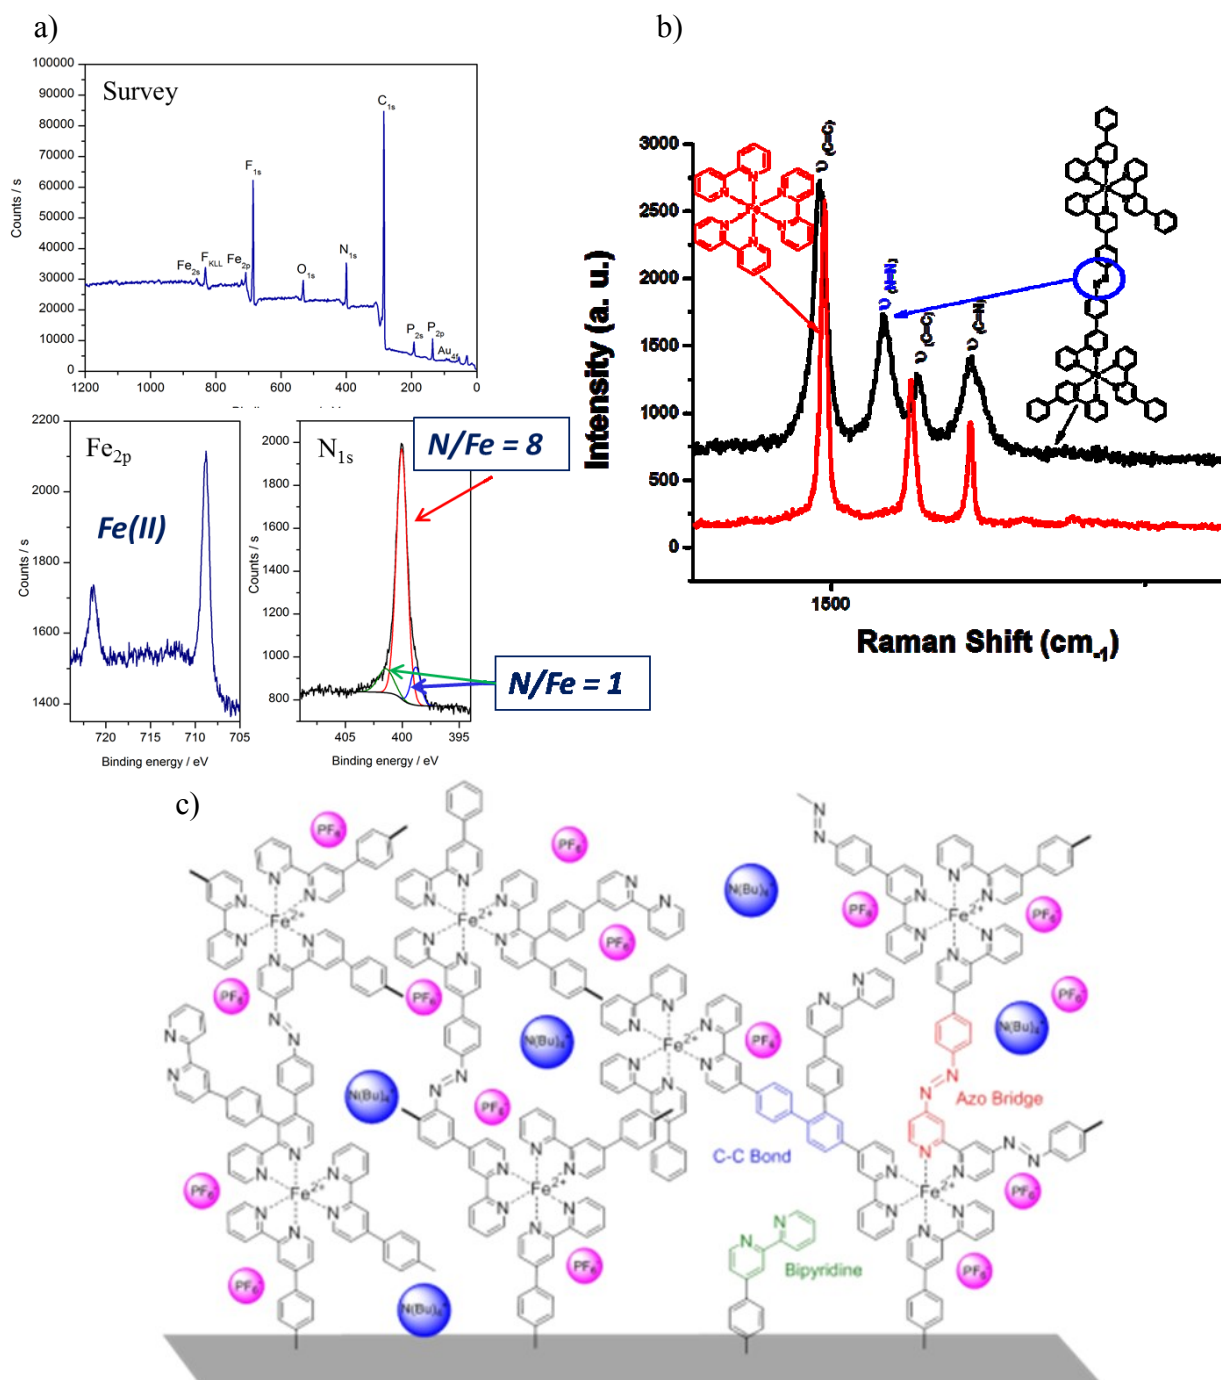 a)
Survey
100000
90000
80000
70000
60000
50000
40000
30000
20000
10000
0
Counts / s
1200 1000 800 600 400 200 0
Fe2s
FKLL
Fe2p
F1s
O1s
N1s
C1s
P2s
P2p
Au4f
Fe2p
Fe(II)
2200
2000
1800
1600
1400
Counts / s
720 715 710 705
Binding energy / eV
N1s
N/Fe = 8
N/Fe = 1
2000
1800
1600
1400
1200
1000
800
Counts / s
405 400 395
Binding energy / eV
b)
3000
2500
2000
1500
1000
500
0
Intensity (a. u.)
υ (C=C)
υ (N=N)
υ (C=C)
υ (C=N)
Fe
1500
Raman Shift (cm-1)
c)
PF6-
N(Bu)4+
Fe2+
N
Azo Bridge
C-C Bond
Bipyridine